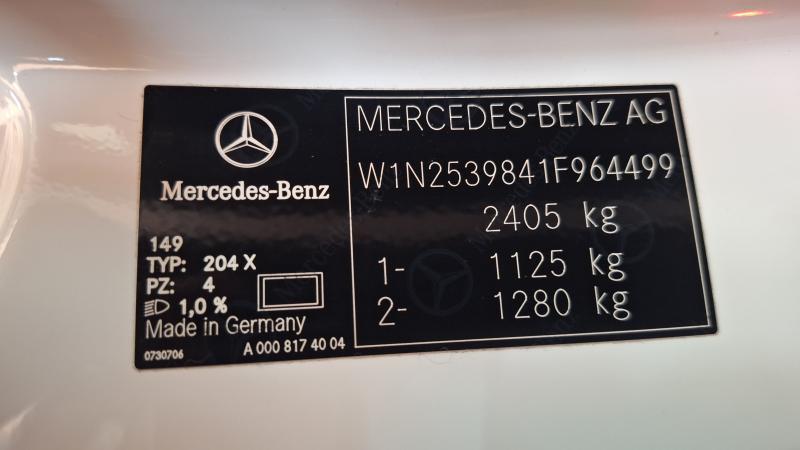 Mercedes-Benz
149
TYP: 204 X
PZ: 4
1,0 %
Made in Germany
0730706 A 000 817 40 04
MERCEDES-BENZ AG
W1N2539841F964499
2405 kg
1- 1125 kg
2- 1280 kg